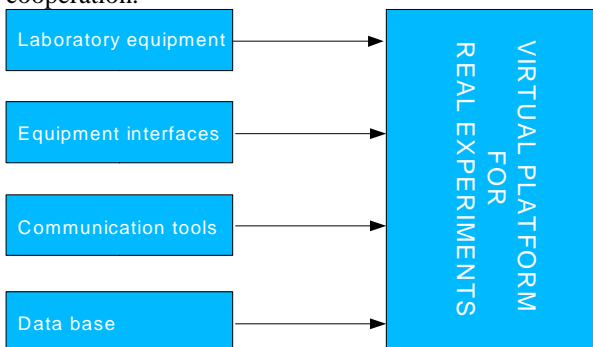 cooperation.
Laboratory equipment
Equipment interfaces
Communication tools
Data base
VIRTUAL PLATFORM
FOR
REAL EXPERIMENTS